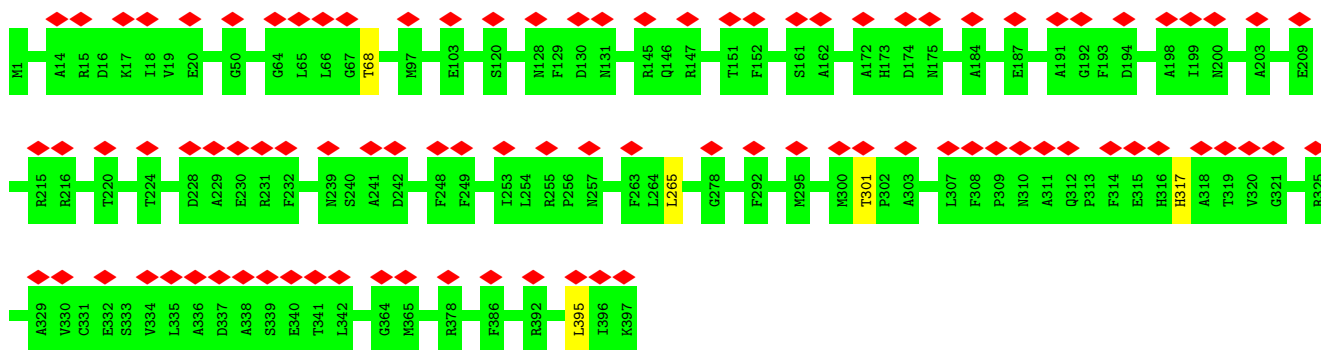 M1 A14 R15 D16 K17 I18 V19 E20 G50 G64 L65 L66 G67 T68 M97 E103 S120 N128 F129 D130 N131 R145 Q146 R147 T151 F152 S161 A162 A172 H173 D174 N175 A184 E187 A191 G192 F193 D194 A198 I199 N200 A203 E209
R215 R216 T220 T224 D228 A229 E230 R231 F232 N239 S240 A241 D242 F248 F249 I253 L254 R255 P256 N257 F263 L264 L265 G278 F292 M295 M300 T301 P302 A303 L307 F308 P309 N310 A311 Q312 P313 F314 E315 H316 H317 A318 T319 V320 G321 R325
A329 V330 C331 E332 S333 V334 L335 A336 D337 A338 S339 E340 T341 L342 G364 M365 R378 F386 R392 L395 I396 K397